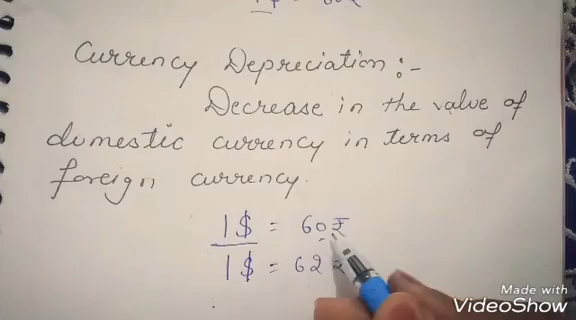 Currency Depreciation :-
Decrease in the value of
domestic currency in terms of
foreign currency.
1$ = 60₹
1$ = 62₹
Made with
VideoShow